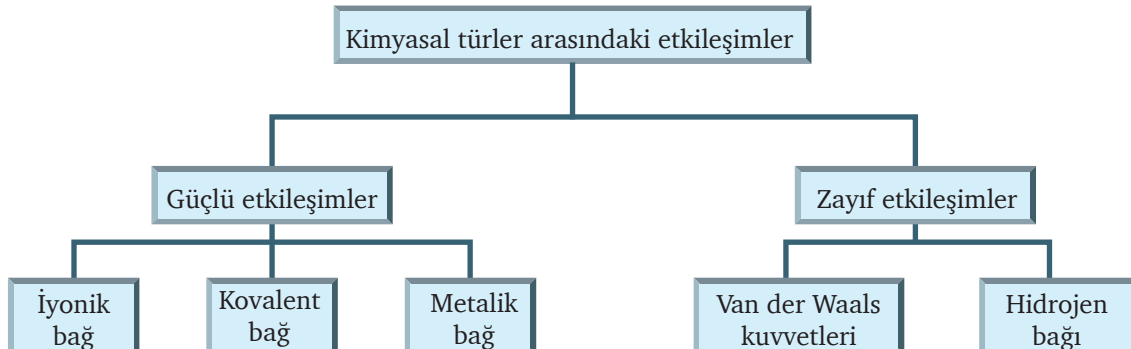 Kimyasal türler arasındaki etkileşimler
Güçlü etkileşimler
Zayıf etkileşimler
İyonik
bağ
Kovalent
bağ
Metalik
bağ
Van der Waals
kuvvetleri
Hidrojen
bağı